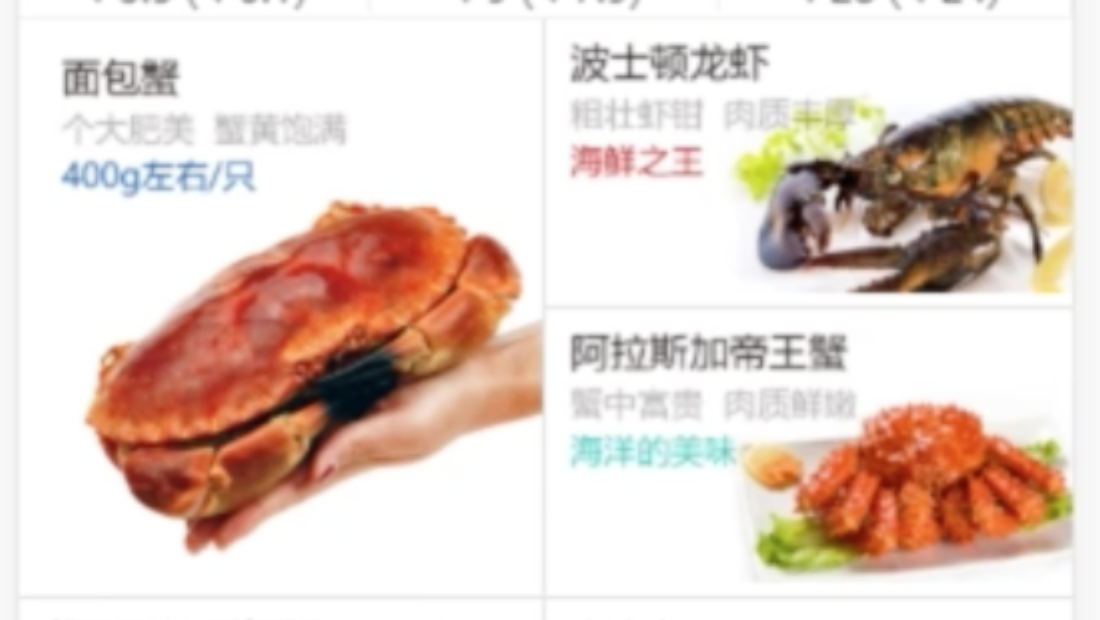 面包蟹
个大肥美 蟹黄饱满
400g左右/只
波士顿龙虾
粗壮虾钳 肉质丰厚
海鲜之王
阿拉斯加帝王蟹
蟹中富贵 肉质鲜嫩
海洋的美味